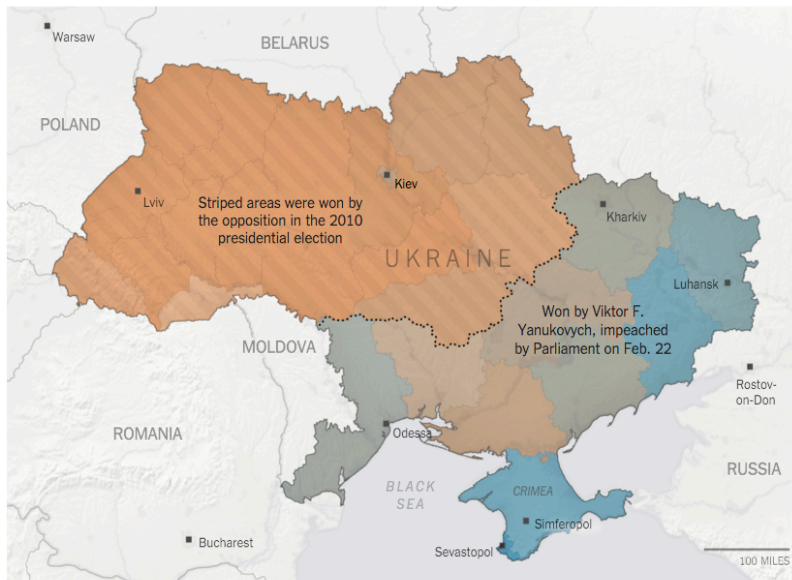 Warsaw
BELARUS
POLAND
Kiev
Lviv
Striped areas were won by
the opposition in the 2010
presidential election
Kharkiv
UKRAINE
Luhansk
Won by Viktor F.
Yanukovych, impeached
by Parliament on Feb. 22
MOLDOVA
Rostov-
on-Don
ROMANIA
Odessa
RUSSIA
BLACK
SEA
CRIMEA
Simferopol
Bucharest
Sevastopol
100 MILES